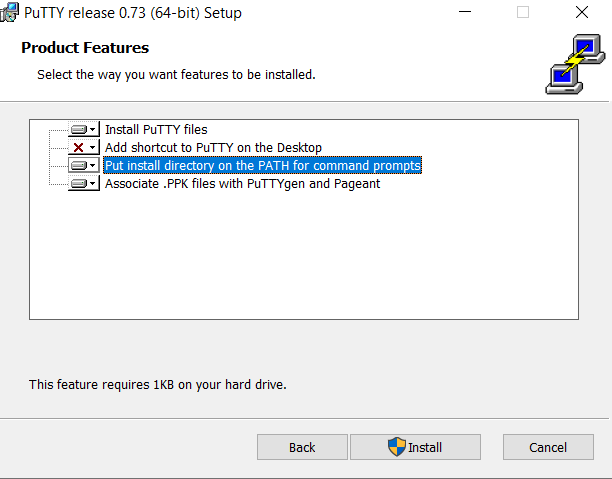 PuTTY release 0.73 (64-bit) Setup
Product Features
Select the way you want features to be installed.
Install PuTTY files
Add shortcut to PuTTY on the Desktop
Put install directory on the PATH for command prompts
Associate .PPK files with PuTTYgen and Pageant
This feature requires 1KB on your hard drive.
Back Install Cancel